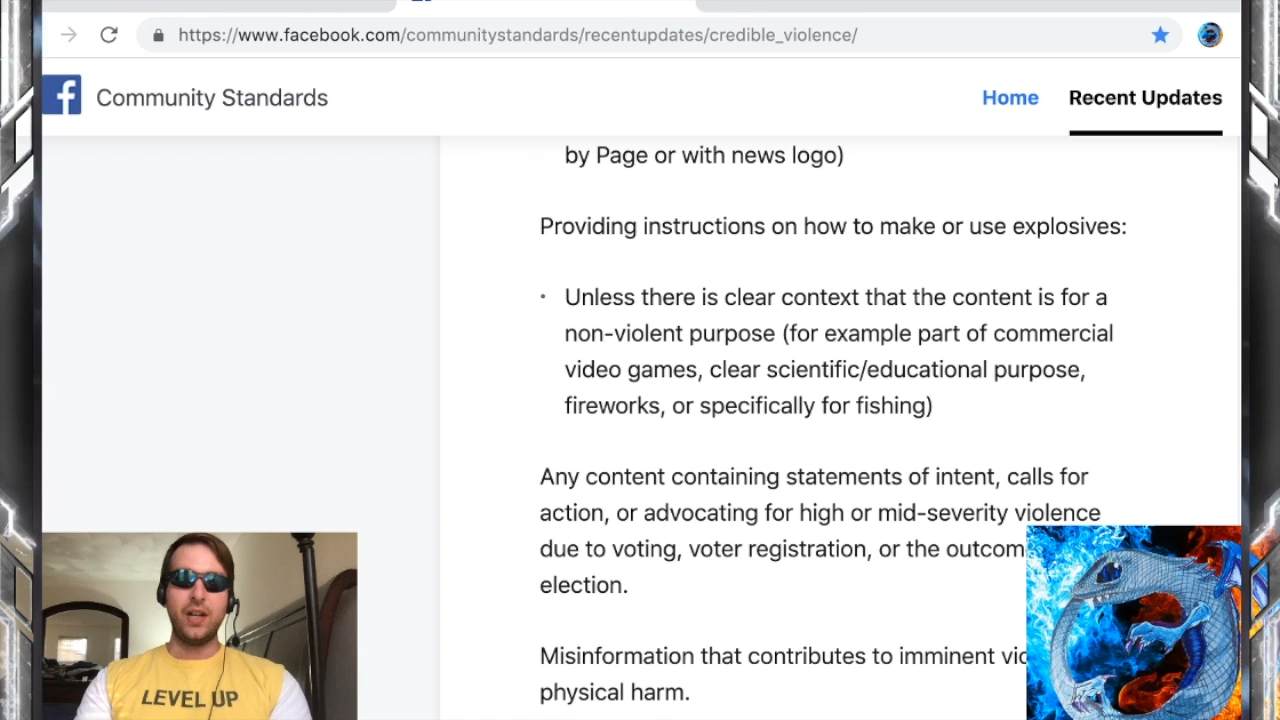 https://www.facebook.com/communitystandards/recentupdates/credible_violence/
f Community Standards
Home Recent Updates
by Page or with news logo)
Providing instructions on how to make or use explosives:
• Unless there is clear context that the content is for a
non-violent purpose (for example part of commercial
video games, clear scientific/educational purpose,
fireworks, or specifically for fishing)
Any content containing statements of intent, calls for
action, or advocating for high or mid-severity violence
due to voting, voter registration, or the outcom
election.
Misinformation that contributes to imminent vio
physical harm.
LEVEL UP